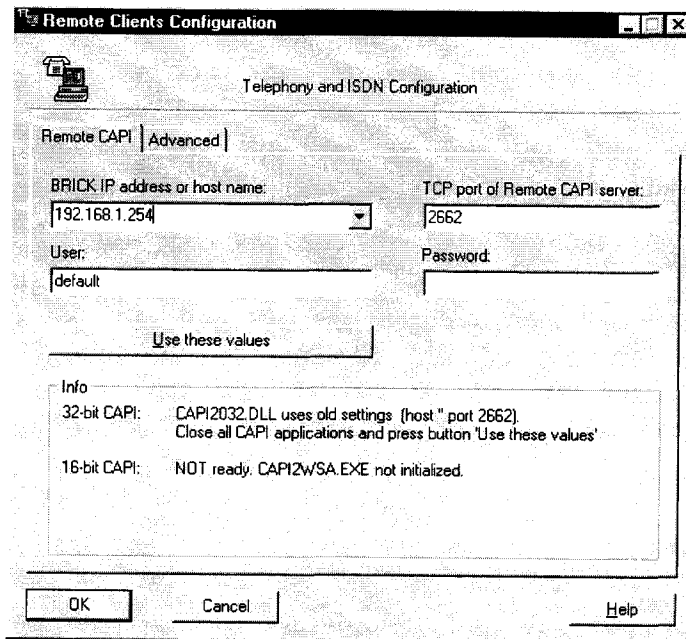 Remote Clients Configuration
Telephony and ISDN Configuration
Remote CAPI Advanced
BRICK IP address or host name: TCP port of Remote CAPI server:
192.168.1.254 2662
User: Password:
default
Use these values
Info
32-bit CAPI: CAPI2032.DLL uses old settings (host '' port 2662).
Close all CAPI applications and press button 'Use these values'
16-bit CAPI: NOT ready. CAPI2WSA.EXE not initialized.
OK Cancel Help